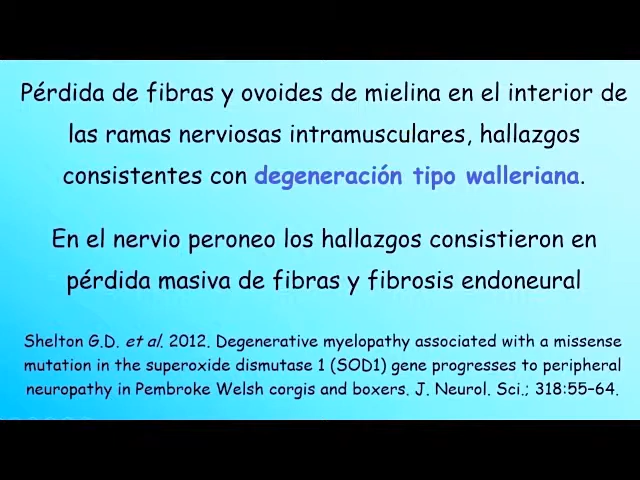 Pérdida de fibras y ovoides de mielina en el interior de
las ramas nerviosas intramusculares, hallazgos
consistentes con degeneración tipo walleriana.
En el nervio peroneo los hallazgos consistieron en
pérdida masiva de fibras y fibrosis endoneural
Shelton G.D. et al. 2012. Degenerative myelopathy associated with a missense
mutation in the superoxide dismutase 1 (SOD1) gene progresses to peripheral
neuropathy in Pembroke Welsh corgis and boxers. J. Neurol. Sci.; 318:55–64.